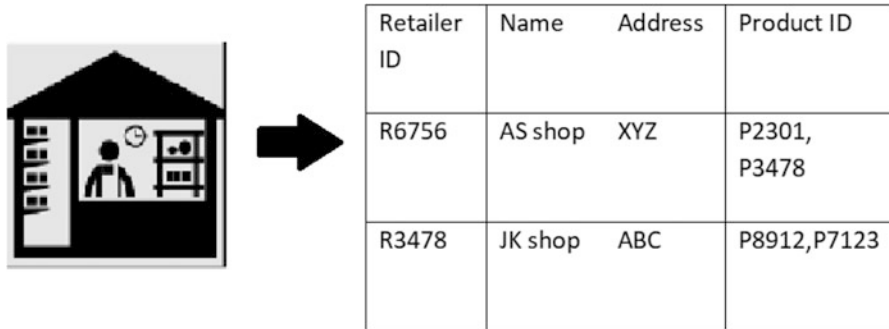 Retailer ID Name Address Product ID
R6756 AS shop XYZ P2301, P3478
R3478 JK shop ABC P8912,P7123